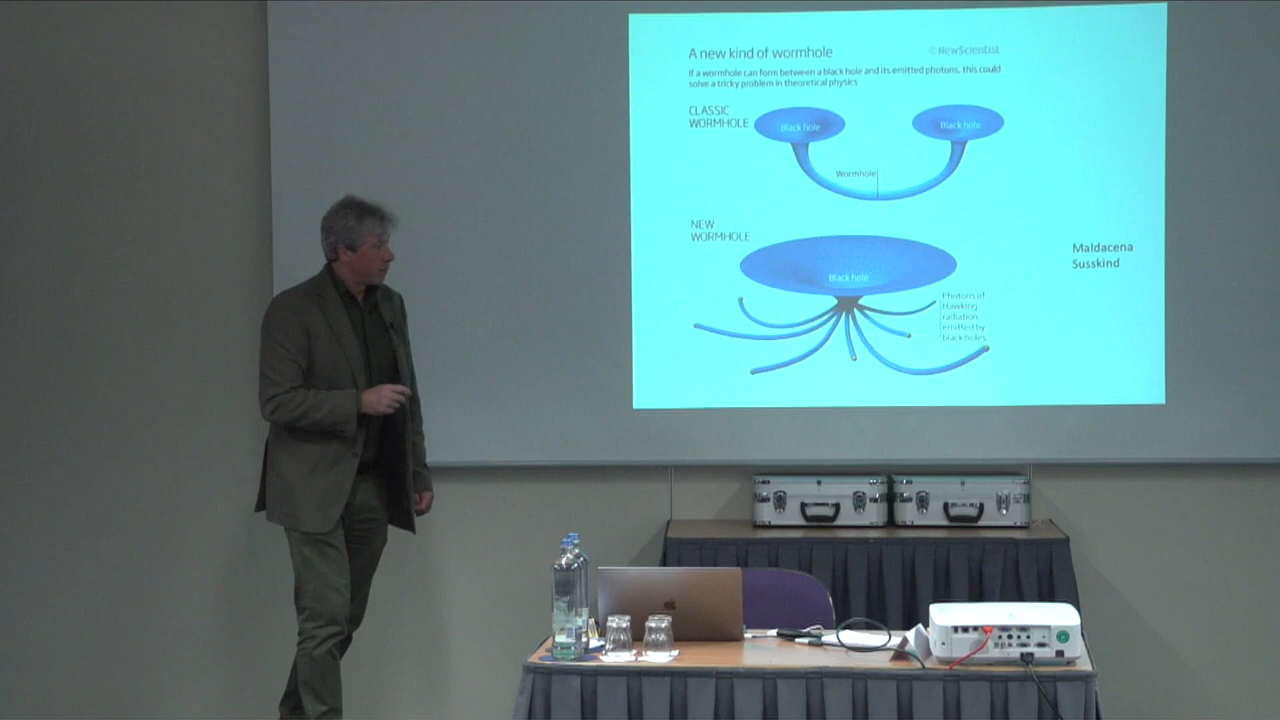 A new kind of wormhole
©NewScientist
If a wormhole can form between a black hole and its emitted photons, this could
solve a tricky problem in theoretical physics
CLASSIC
WORMHOLE
Black hole
Black hole
Wormhole
NEW
WORMHOLE
Black hole
Photons of
Hawking
radiation
emitted by
black holes
Maldacena
Susskind